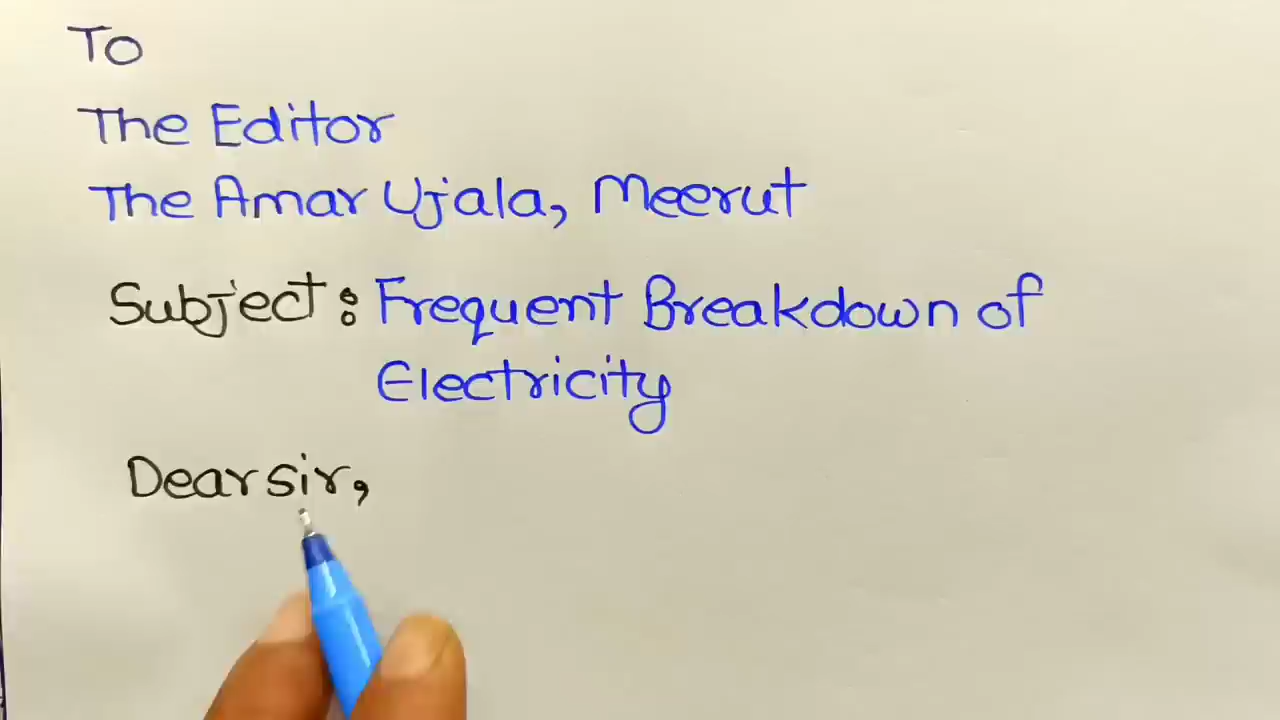 To
The Editor
The Amar Ujala, Meerut
Subject: Frequent Breakdown of
Electricity
Dear sir,